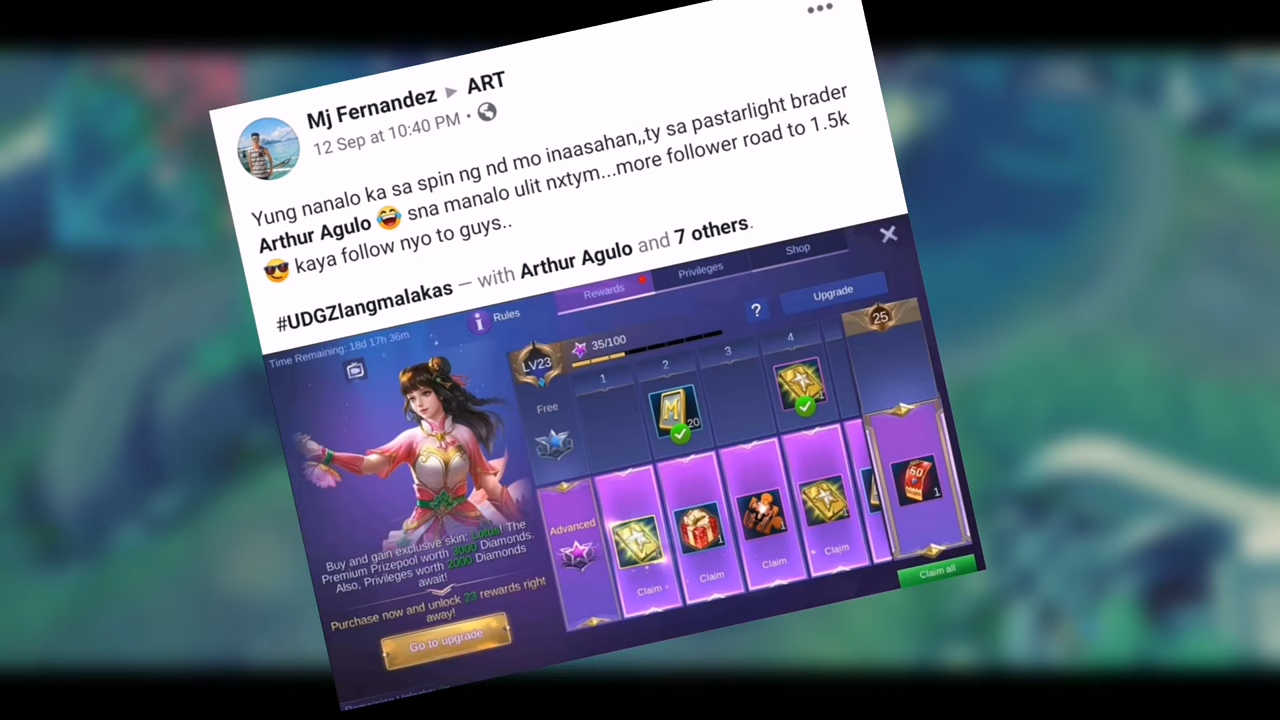 Mj Fernandez ▸ ART
12 Sep at 10:40 PM ·
Yung nanalo ka sa spin ng nd mo inaasahan,,ty sa pastarlight brader
Arthur Agulo 😂 sna manalo ulit nxtym...more follower road to 1.5k
😎 kaya follow nyo to guys..
#UDGZlangmalakas — with Arthur Agulo and 7 others.
Time Remaining: 18d 17h 36m
Rules
Rewards
Privileges
Shop
?
Upgrade
LV23
35/100
1
2
3
4
25
Free
M
20
1
Advanced
50
1
1
1
1
1
Claim
Claim
Claim
Claim
Claim all
Buy and gain exclusive skin: Lotus! The
Premium Prizepool worth 3000 Diamonds.
Also, Privileges worth 2000 Diamonds
await!
Purchase now and unlock 23 rewards right
away!
Go to upgrade